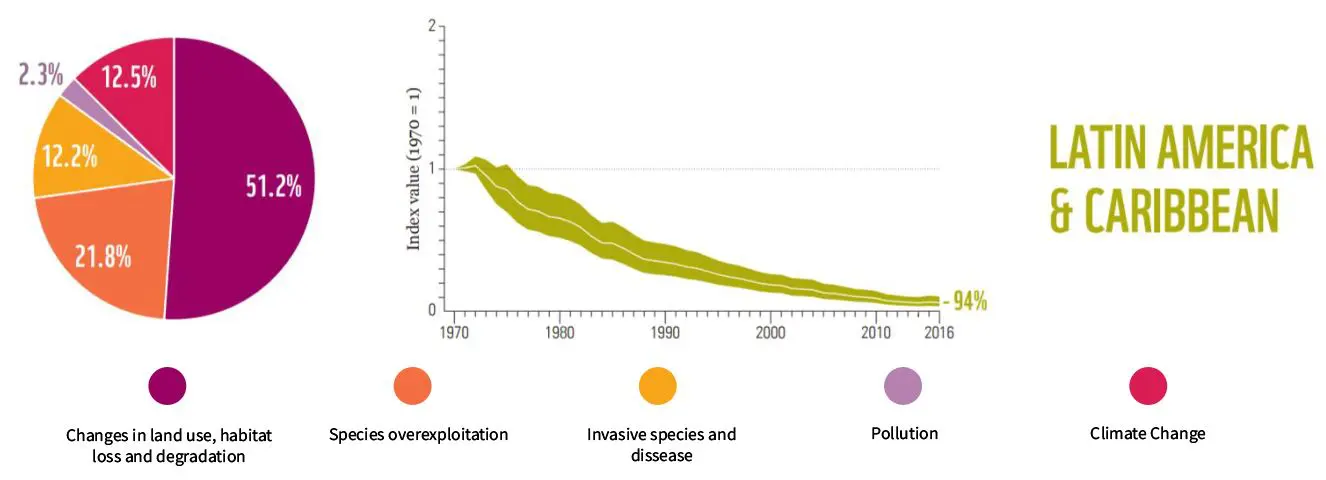 2.3%
12.5%
12.2%
51.2%
21.8%
Index value (1970 = 1)
2
1
0
1970
1980
1990
2000
2010
2016
- 94%
LATIN AMERICA
& CARIBBEAN
Changes in land use, habitat
loss and degradation
Species overexploitation
Invasive species and
dissease
Pollution
Climate Change